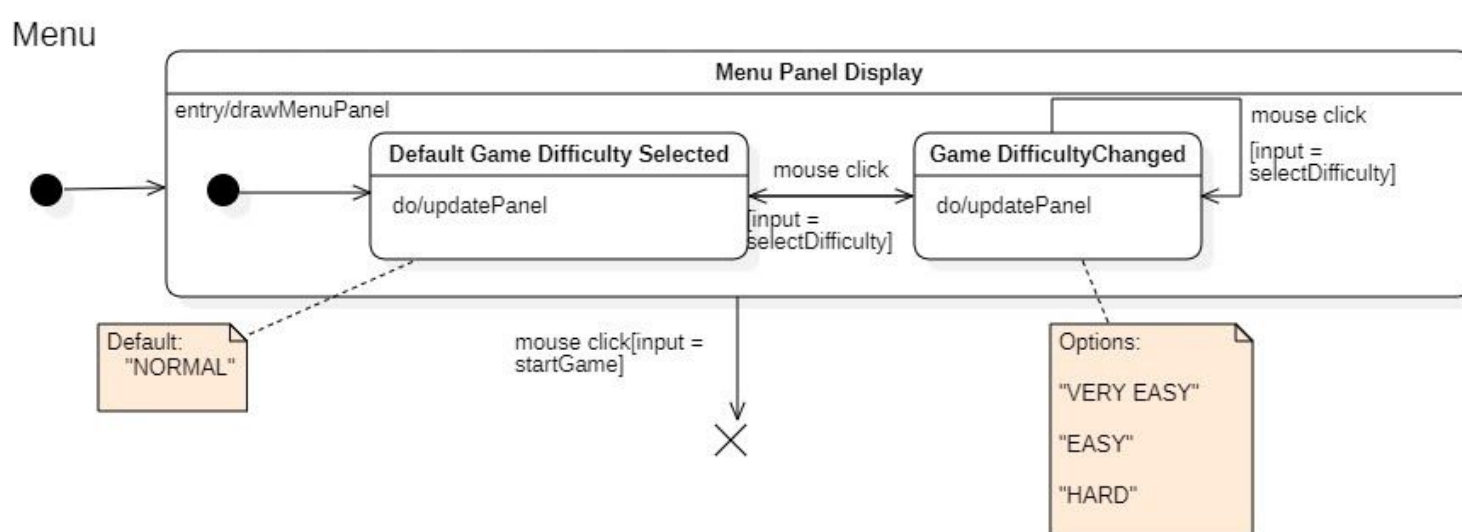 Menu
Menu Panel Display
entry/drawMenuPanel
Default Game Difficulty Selected
do/updatePanel
mouse click
[input =
selectDifficulty]
Game DifficultyChanged
do/updatePanel
mouse click
[input =
selectDifficulty]
Default:
"NORMAL"
mouse click[input =
startGame]
Options:
"VERY EASY"
"EASY"
"HARD"